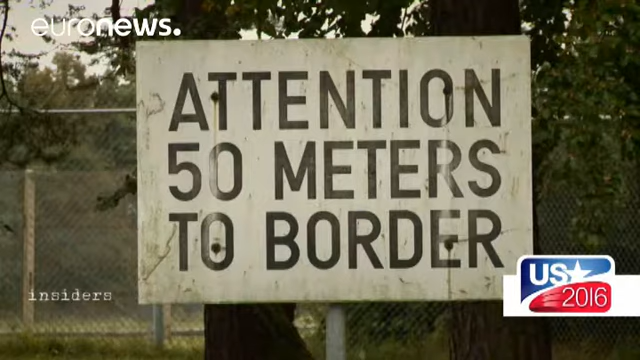 euronews.
ATTENTION
50 METERS
TO BORDER
insiders
US
2016